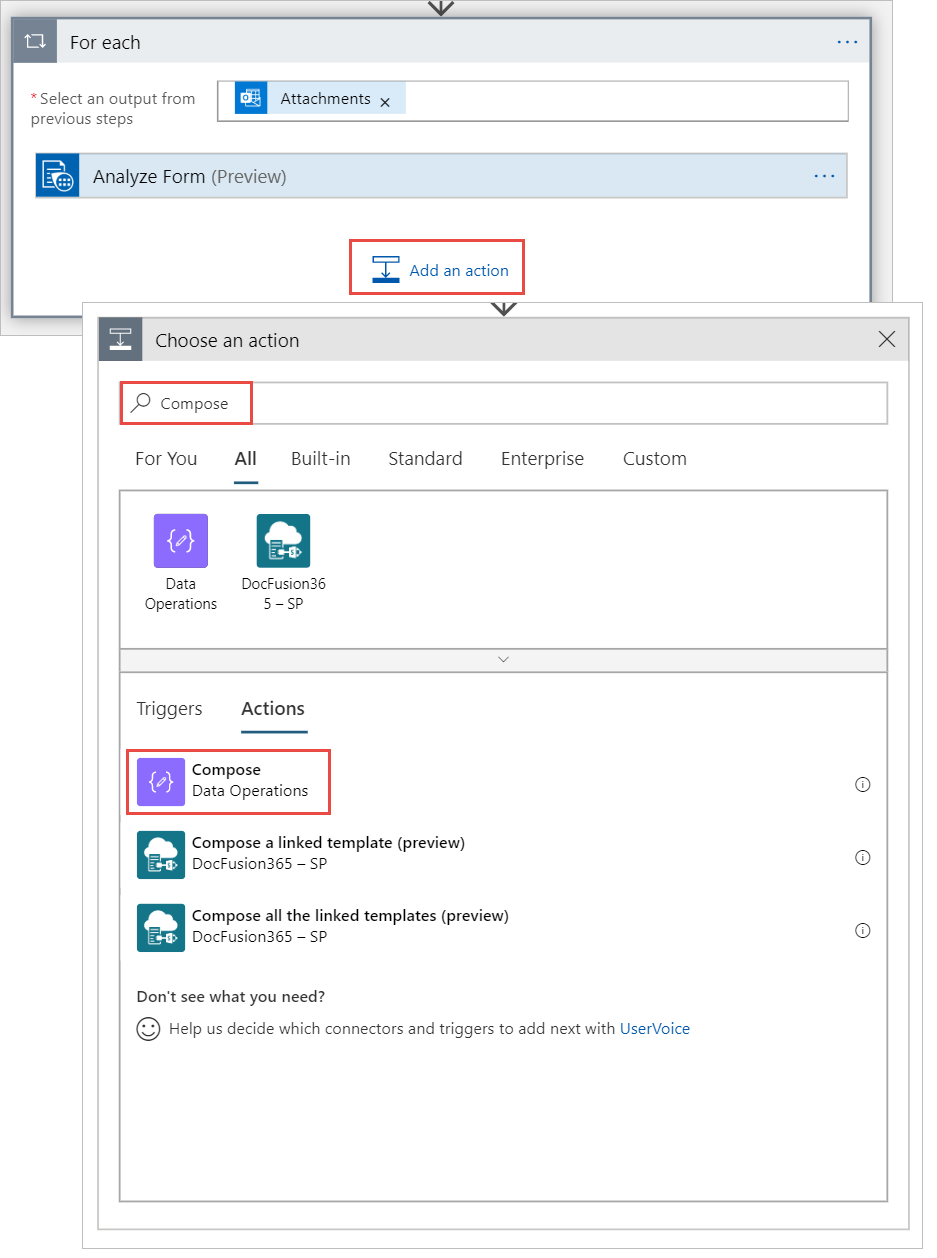 For each
...
*Select an output from
previous steps
Attachments ×
Analyze Form (Preview)
...
Add an action
Choose an action
Compose
For You All Built-in Standard Enterprise Custom
Data
Operations
DocFusion36
5 – SP
Triggers Actions
Compose
Data Operations
Compose a linked template (preview)
DocFusion365 – SP
Compose all the linked templates (preview)
DocFusion365 – SP
Don't see what you need?
Help us decide which connectors and triggers to add next with UserVoice